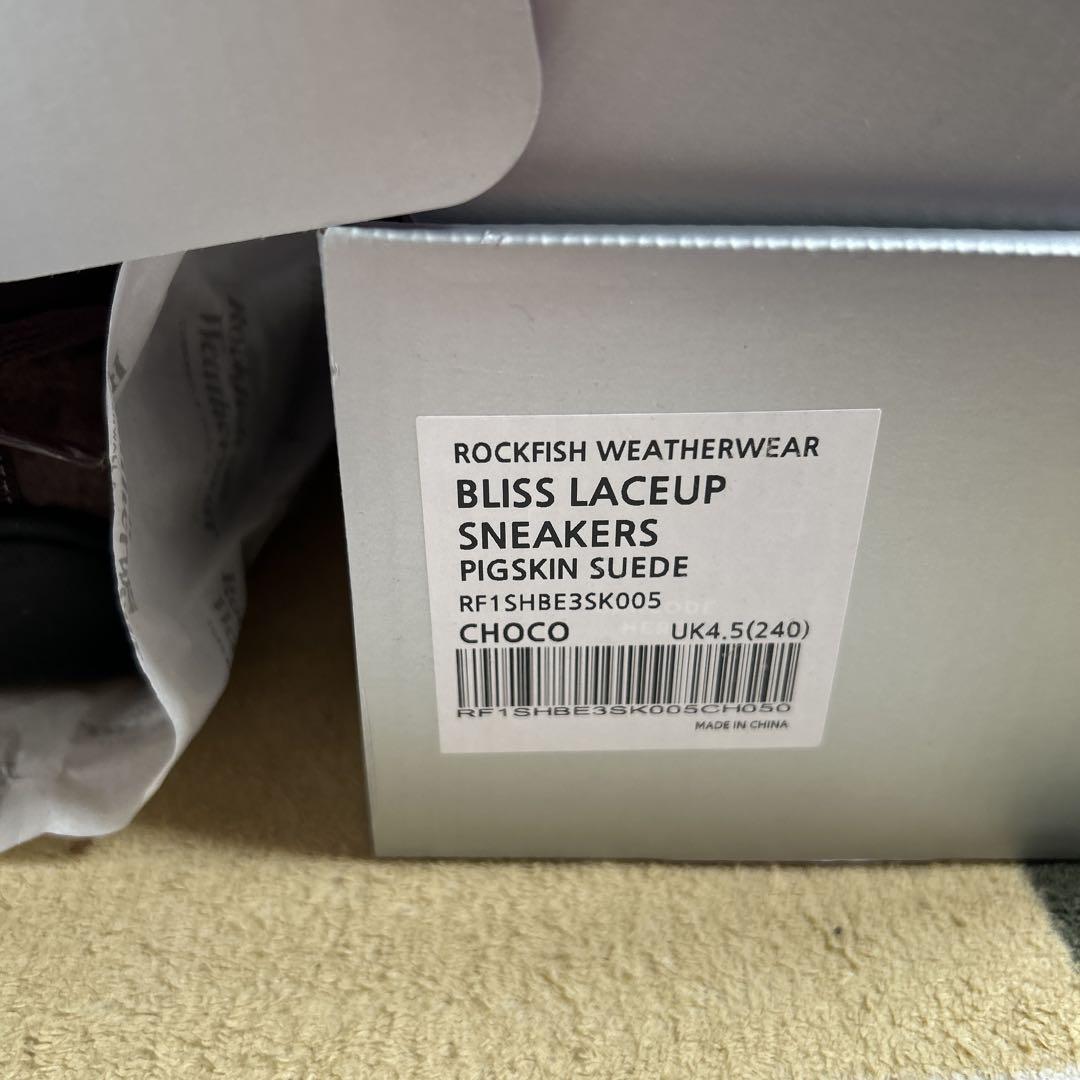 ROCKFISH WEATHERWEAR
BLISS LACEUP
SNEAKERS
PIGSKIN SUEDE
RF1SHBE3SK005
CHOCO UK4.5(240)
RF1SHBE3SK005CH050
MADE IN CHINA